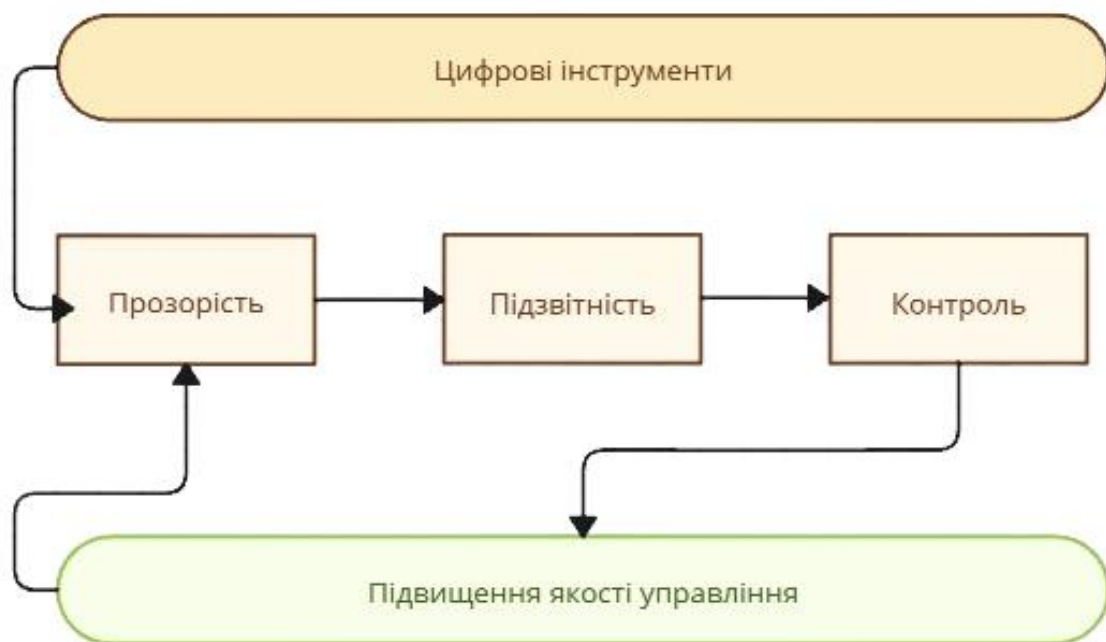 Цифрові інструменти
Прозорість
Підзвітність
Контроль
Підвищення якості управління